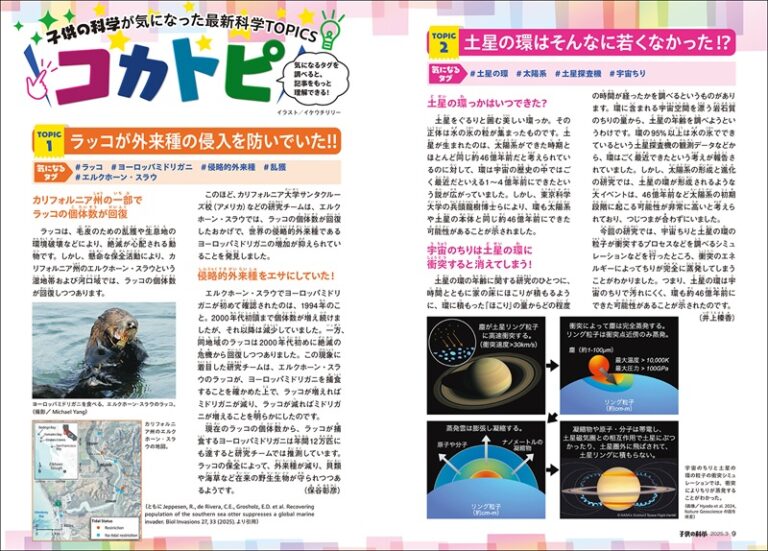 子供の科学が気になった最新科学TOPICS
コカトピ!
気になるタグを
調べると、
記事をもっと
理解できる!
イラスト/イケウチリリー
TOPIC
1
ラッコが外来種の侵入を防いでいた!!
気になる
タグ
#ラッコ #ヨーロッパミドリガニ #侵略的外来種 #乱獲
#エルクホーン・スラウ
カリフォルニア州の一部で
ラッコの個体数が回復
ラッコは、毛皮のための乱獲や生息地の
環境破壊などにより、絶滅が心配される動
物です。しかし、懸命な保全活動により、カ
リフォルニア州のエルクホーン・スラウという
湿地帯および河口域では、ラッコの個体数
が回復しつつあります。
ヨーロッパミドリガニを食べる、エルクホーン・スラウのラッコ。
(撮影/ Michael Yang)
カリフォルニ
ア州のエルク
ホーン・スラ
ウの地図。
Tidal Status
Restriction
No tidal restriction
このほど、カリフォルニア大学サンタクルー
ズ校(アメリカ)などの研究チームは、エルク
ホーン・スラウでは、ラッコの個体数が回復
したおかげで、世界的な侵略的外来種である
ヨーロッパミドリガニの増加が抑えられてい
ることを発見しました。
侵略的外来種をエサにしていた!
エルクホーン・スラウでヨーロッパミドリガ
ニが初めて確認されたのは、1994年のこ
と。2000年代初頭まで個体数が増え続けま
したが、それ以降は減少していました。一方、
同地域のラッコは2000年代初めに絶滅の
危機から回復しつつありました。この現象に
着目した研究チームは、エルクホーン・スラ
ウのラッコが、ヨーロッパミドリガニを捕食す
ることを確かめた上で、ラッコが増えれば
ミドリガニが減り、ラッコが減ればミドリガ
ニが増えることを明らかにしたのです。
現在のラッコの個体数から、ラッコが捕
食するヨーロッパミドリガニは年間12万匹に
も達すると研究チームでは推測しています。
ラッコの保全によって、外来種が減り、貝類
や海草など在来の野生生物が守られつつあ
るようです。(保谷彰彦)
(ともに Jeppesen, R., de Rivera, C.E., Grosholz, E.D. et al. Recovering
population of the southern sea otter suppresses a global marine
invader. Biol Invasions 27, 33 (2025).より引用)
TOPIC
2
土星の環はそんなに若くなかった!?
気になる
タグ
#土星の環 #太陽系 #土星探査機 #宇宙ちり
土星の環っかはいつできた?
土星をぐるりと囲む美しい環っか。その
正体は水の氷の粒が集まったものです。土
星が生まれたのは、太陽系ができた時期と
ほとんど同じ約46億年前だと考えられてい
るのに対して、環は宇宙の歴史の中ではご
く最近だといえる1~4億年前にできたとい
う説が広がっていました。しかし、東京科学
大学の兵頭龍樹博士らにより、環も太陽系
や土星の本体と同じ約46億年前にできた
可能性があることが示されました。
宇宙のちりは土星の環に
衝突すると消えてしまう!
土星の環の年齢に関する研究のひとつに、
時間とともに家の床にほこりが積もるよう
に、環に積もった「ほこり」の量からどの程度
の時間が経ったかを調べるというものがありま
す。環に含まれる宇宙空間を漂う岩石質
のちりの量から、土星の年齢を調べようとい
うわけです。環の95%以上は水の氷ででき
ているという土星探査機の観測データなどか
ら、環はごく最近できたという考えが報告さ
れていました。しかし、太陽系の形成と進化
の研究では、土星の環が形成されるような
大イベントは、46億年前など太陽系の初期
段階に起こる可能性が非常に高いと考えら
れており、つじつまが合わずにいました。
今回の研究では、宇宙ちりと土星の環の
粒子が衝突するプロセスなどを調べるシミュ
レーションなどを行ったところ、衝突のエネ
ルギーによってちりが完全に蒸発してしまう
ことがわかりました。つまり、土星の環は宇
宙のちりで汚れにくく、環も約46億年前に
できた可能性があることが示されたのです。
(井上榛香)
塵が土星リング粒子
に高速衝突する。
(衝突速度>30km/s)
衝突によって塵は完全蒸発する。
リング粒子は衝突点近傍のみ蒸発。
塵(約1-100μm)
最大温度 > 10,000K
最大圧力 > 100GPa
リング粒子
(約cm-m)
蒸発雲は膨張し凝縮する。
原子や分子
ナノメートルの
凝縮物
リング粒子
(約cm-m)
凝縮物や原子・分子は帯電し、
土星磁気圏との相互作用で土星にぶつ
かったり、土星圏外に飛ばされて、
土星リングに積もらない。
宇宙のちりと土星の
環の粒子の衝突シミュ
レーションでは、衝突
によりちりが蒸発する
ことがわかった。
(画像/Hyodo et al. 2024,
Nature Geoscience
子供の科学 2025.3 9